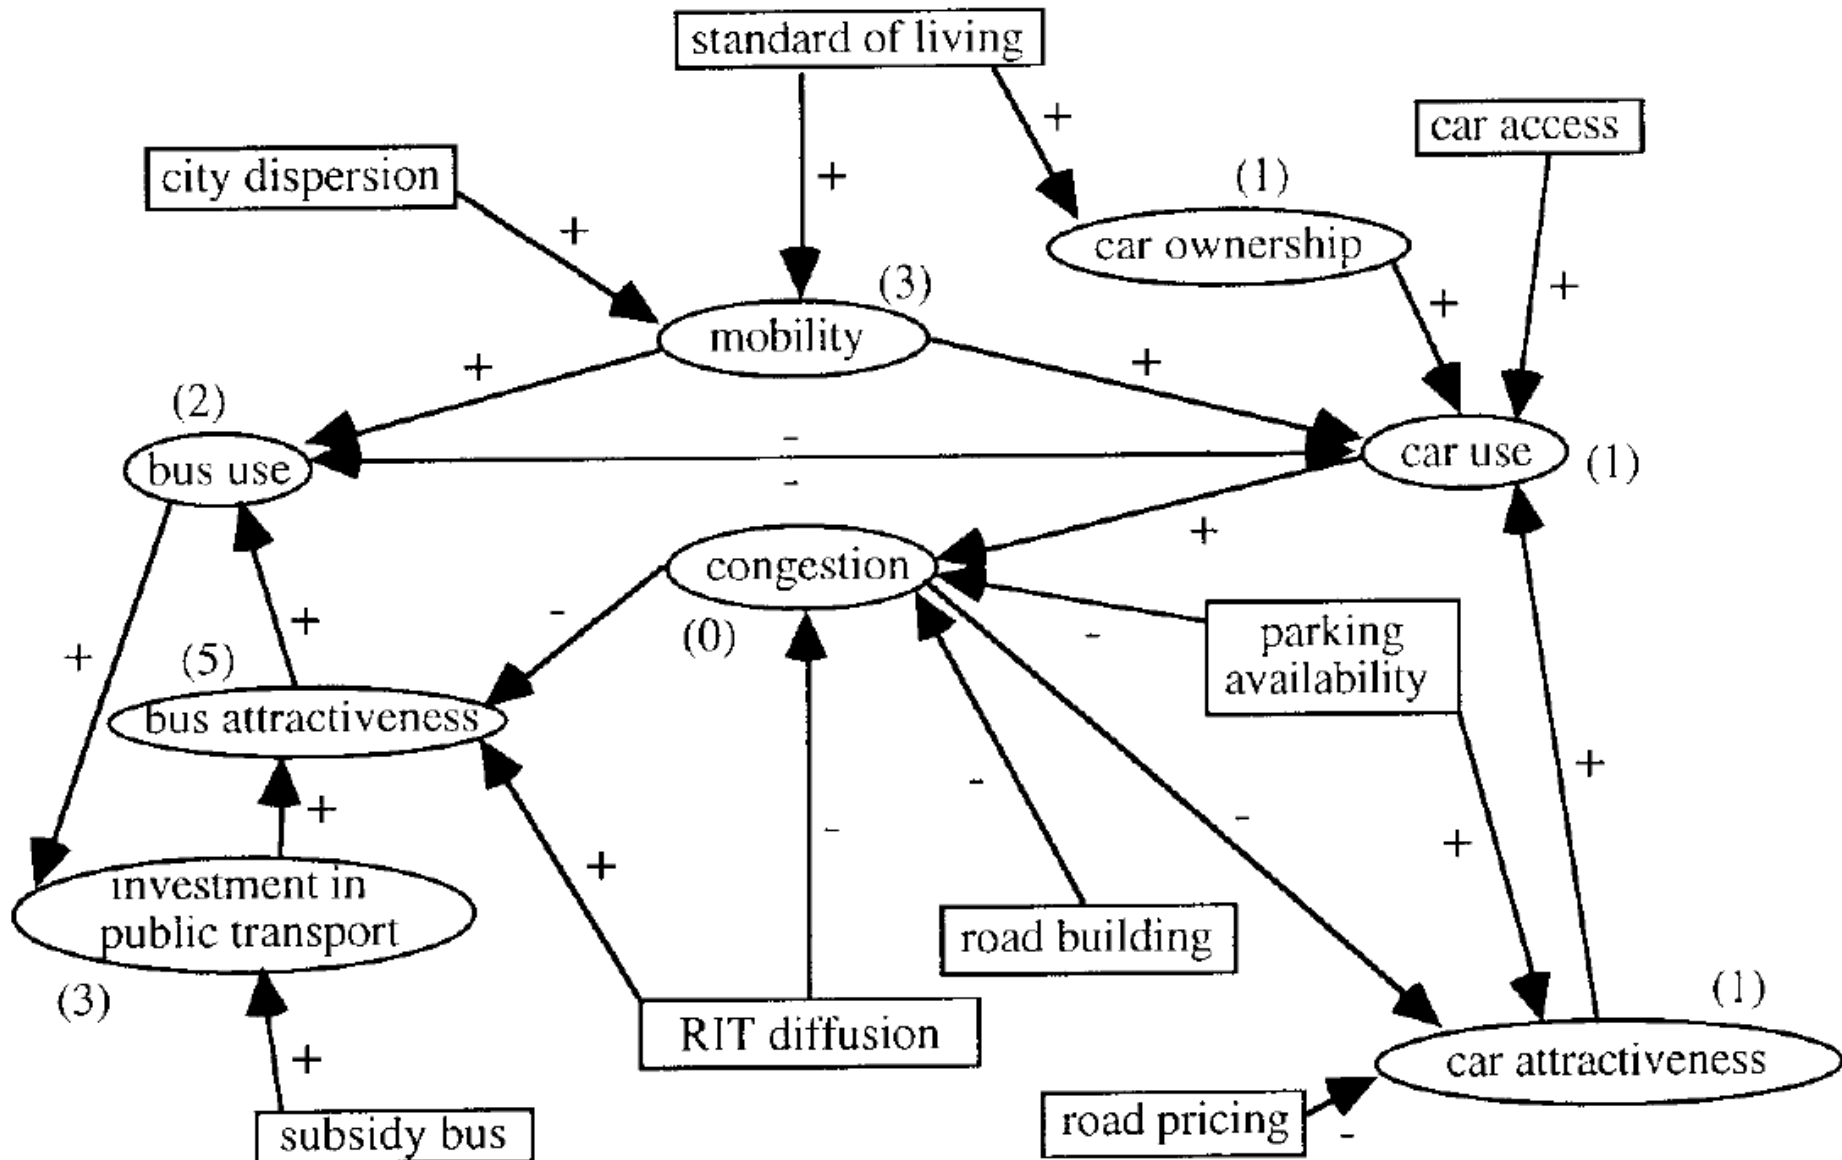 standard of living
+
car access
city dispersion
+
+
(1)
car ownership
+
+
+
(3)
mobility
+
+
(2)
bus use
-
-
car use
(1)
+
congestion
(0)
-
-
parking
availability
+
+
(5)
bus attractiveness
+
-
-
-
+
+
+
investment in
public transport
(3)
road building
RIT diffusion
(1)
car attractiveness
+
subsidy bus
road pricing
-